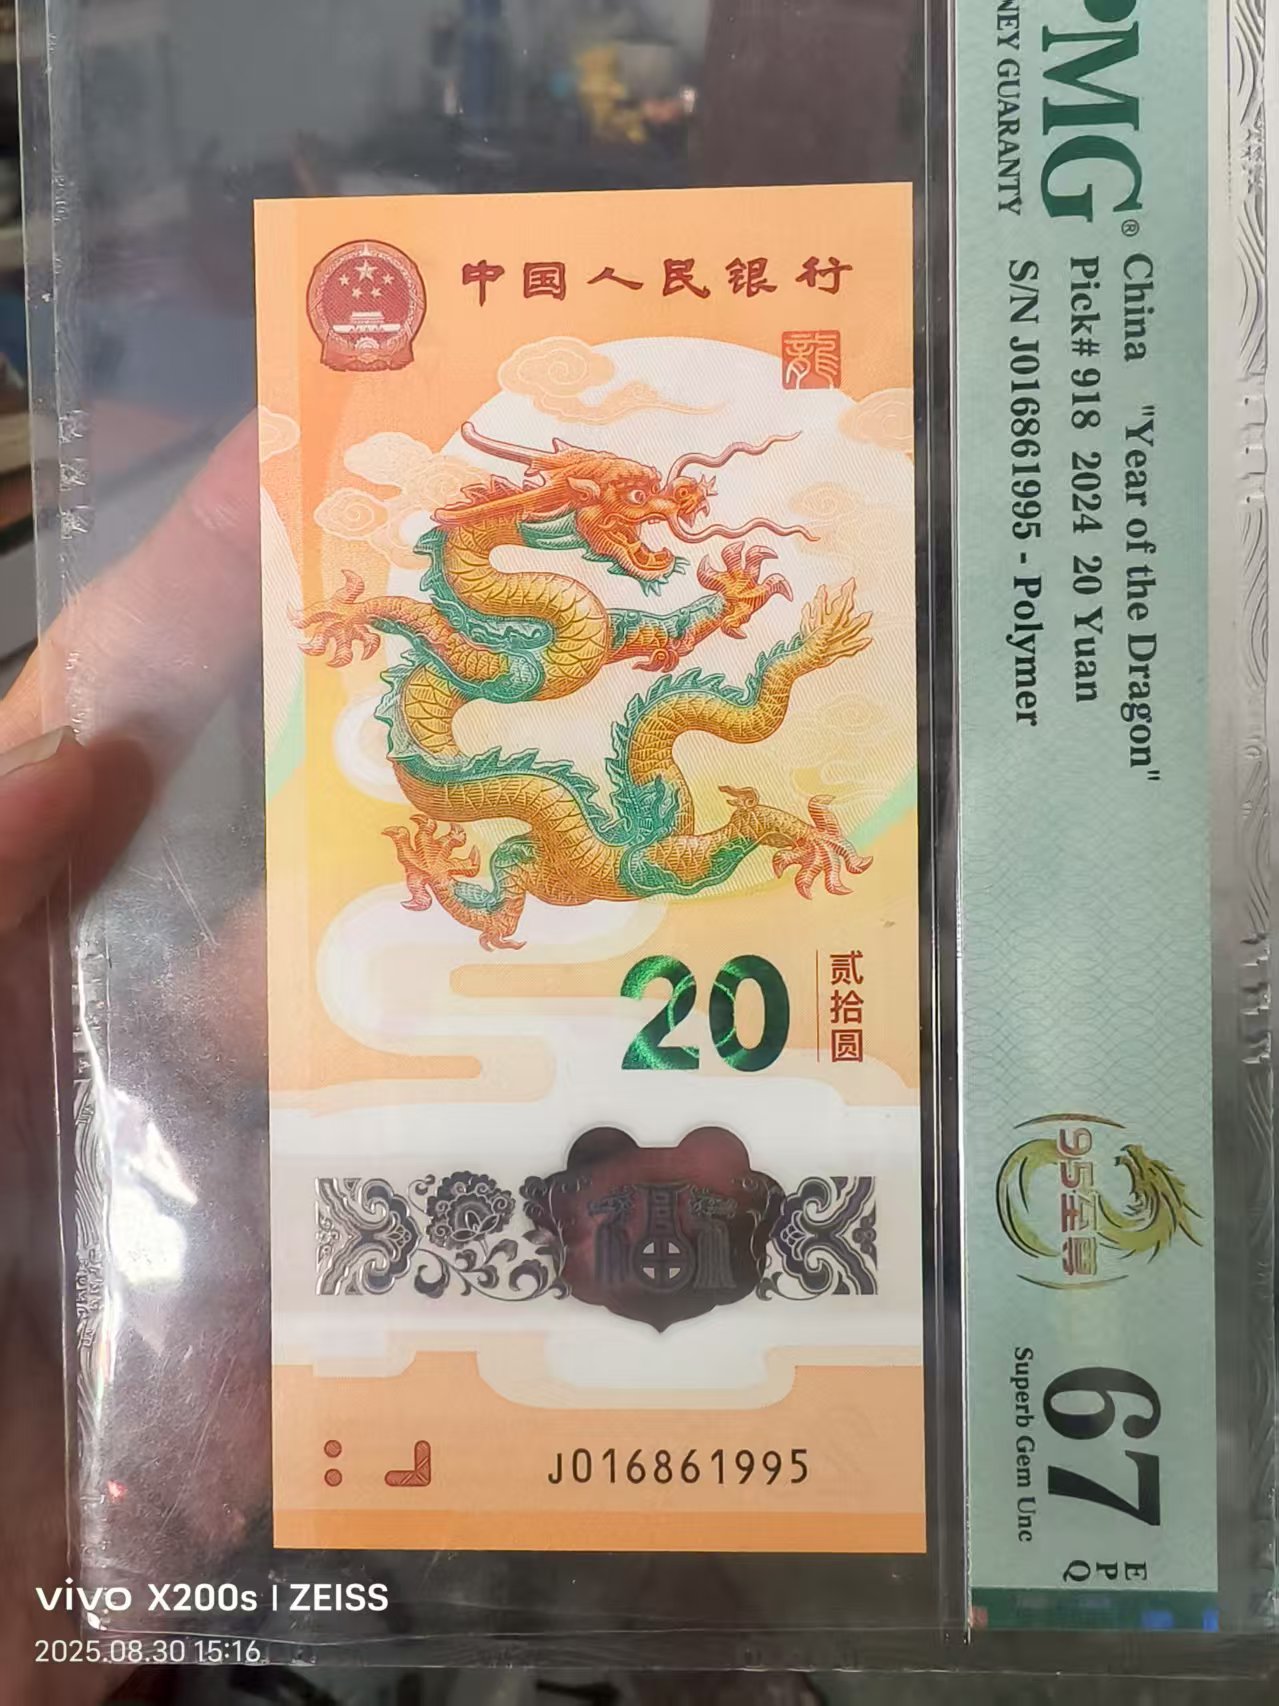 中国人民银行
龍
20
贰拾圆
J016861995
PMG®
NEY GUARANTY
China "Year of the Dragon"
Pick# 918 2024 20 Yuan
S/N J016861995 - Polymer
95至尊
67
EPQ
Superb Gem Unc
vivo X200s | ZEISS
2025.08.30 15:16